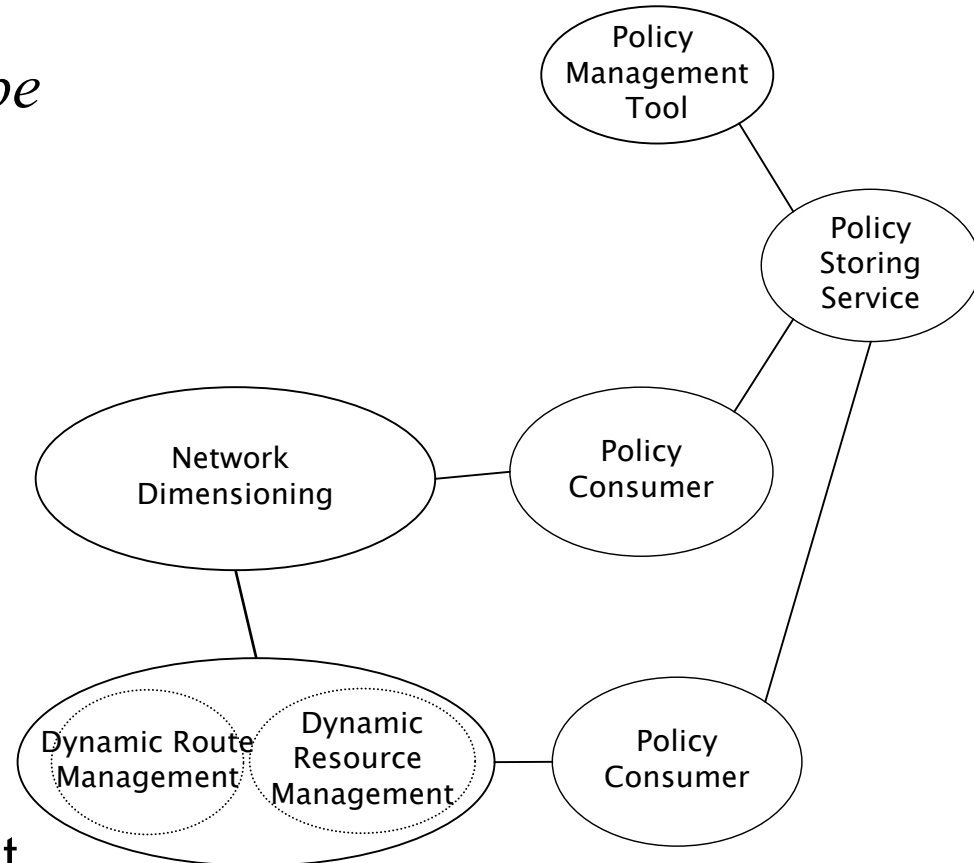 Policy
Management
Tool
Policy
Storing
Service
Network
Dimensioning
Policy
Consumer
Dynamic Route
Management
Dynamic
Resource
Management
Policy
Consumer